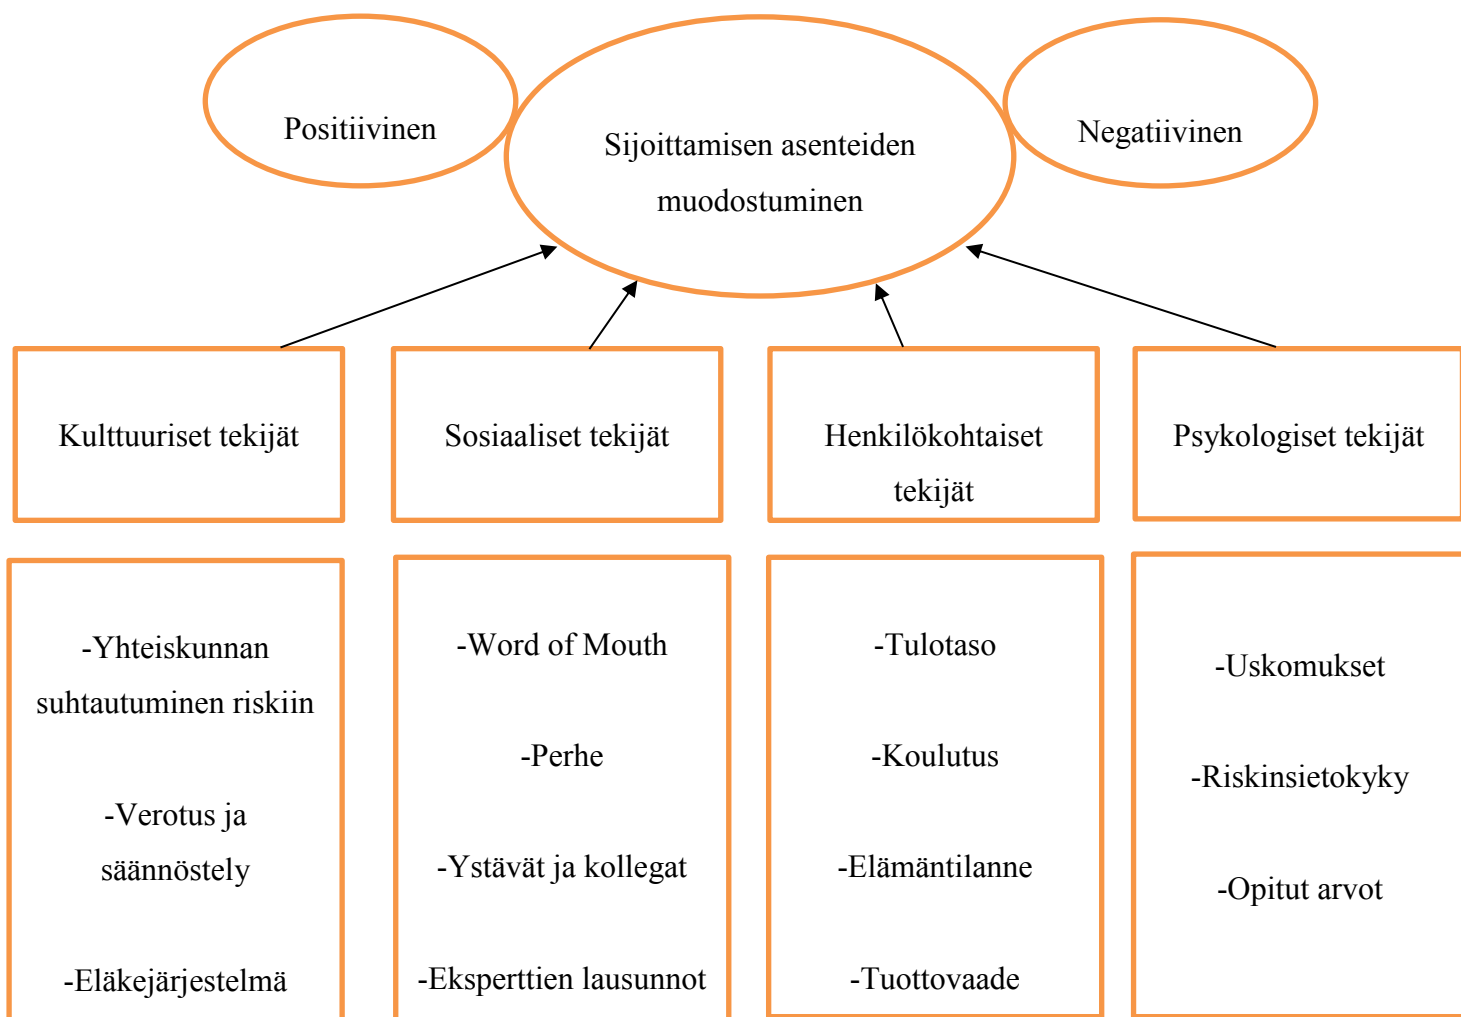 Positiivinen
Sijoittamisen asenteiden
muodostuminen
Negatiivinen
Kulttuuriset tekijät
Sosiaaliset tekijät
Henkilökohtaiset
tekijät
Psykologiset tekijät
-Yhteiskunnan
suhtautuminen riskiin
-Verotus ja
säännöstely
-Eläkejärjestelmä
-Word of Mouth
-Perhe
-Ystävät ja kollegat
-Eksperttien lausunnot
-Tulotaso
-Koulutus
-Elämäntilanne
-Tuottovaade
-Uskomukset
-Riskinsietokyky
-Opitut arvot